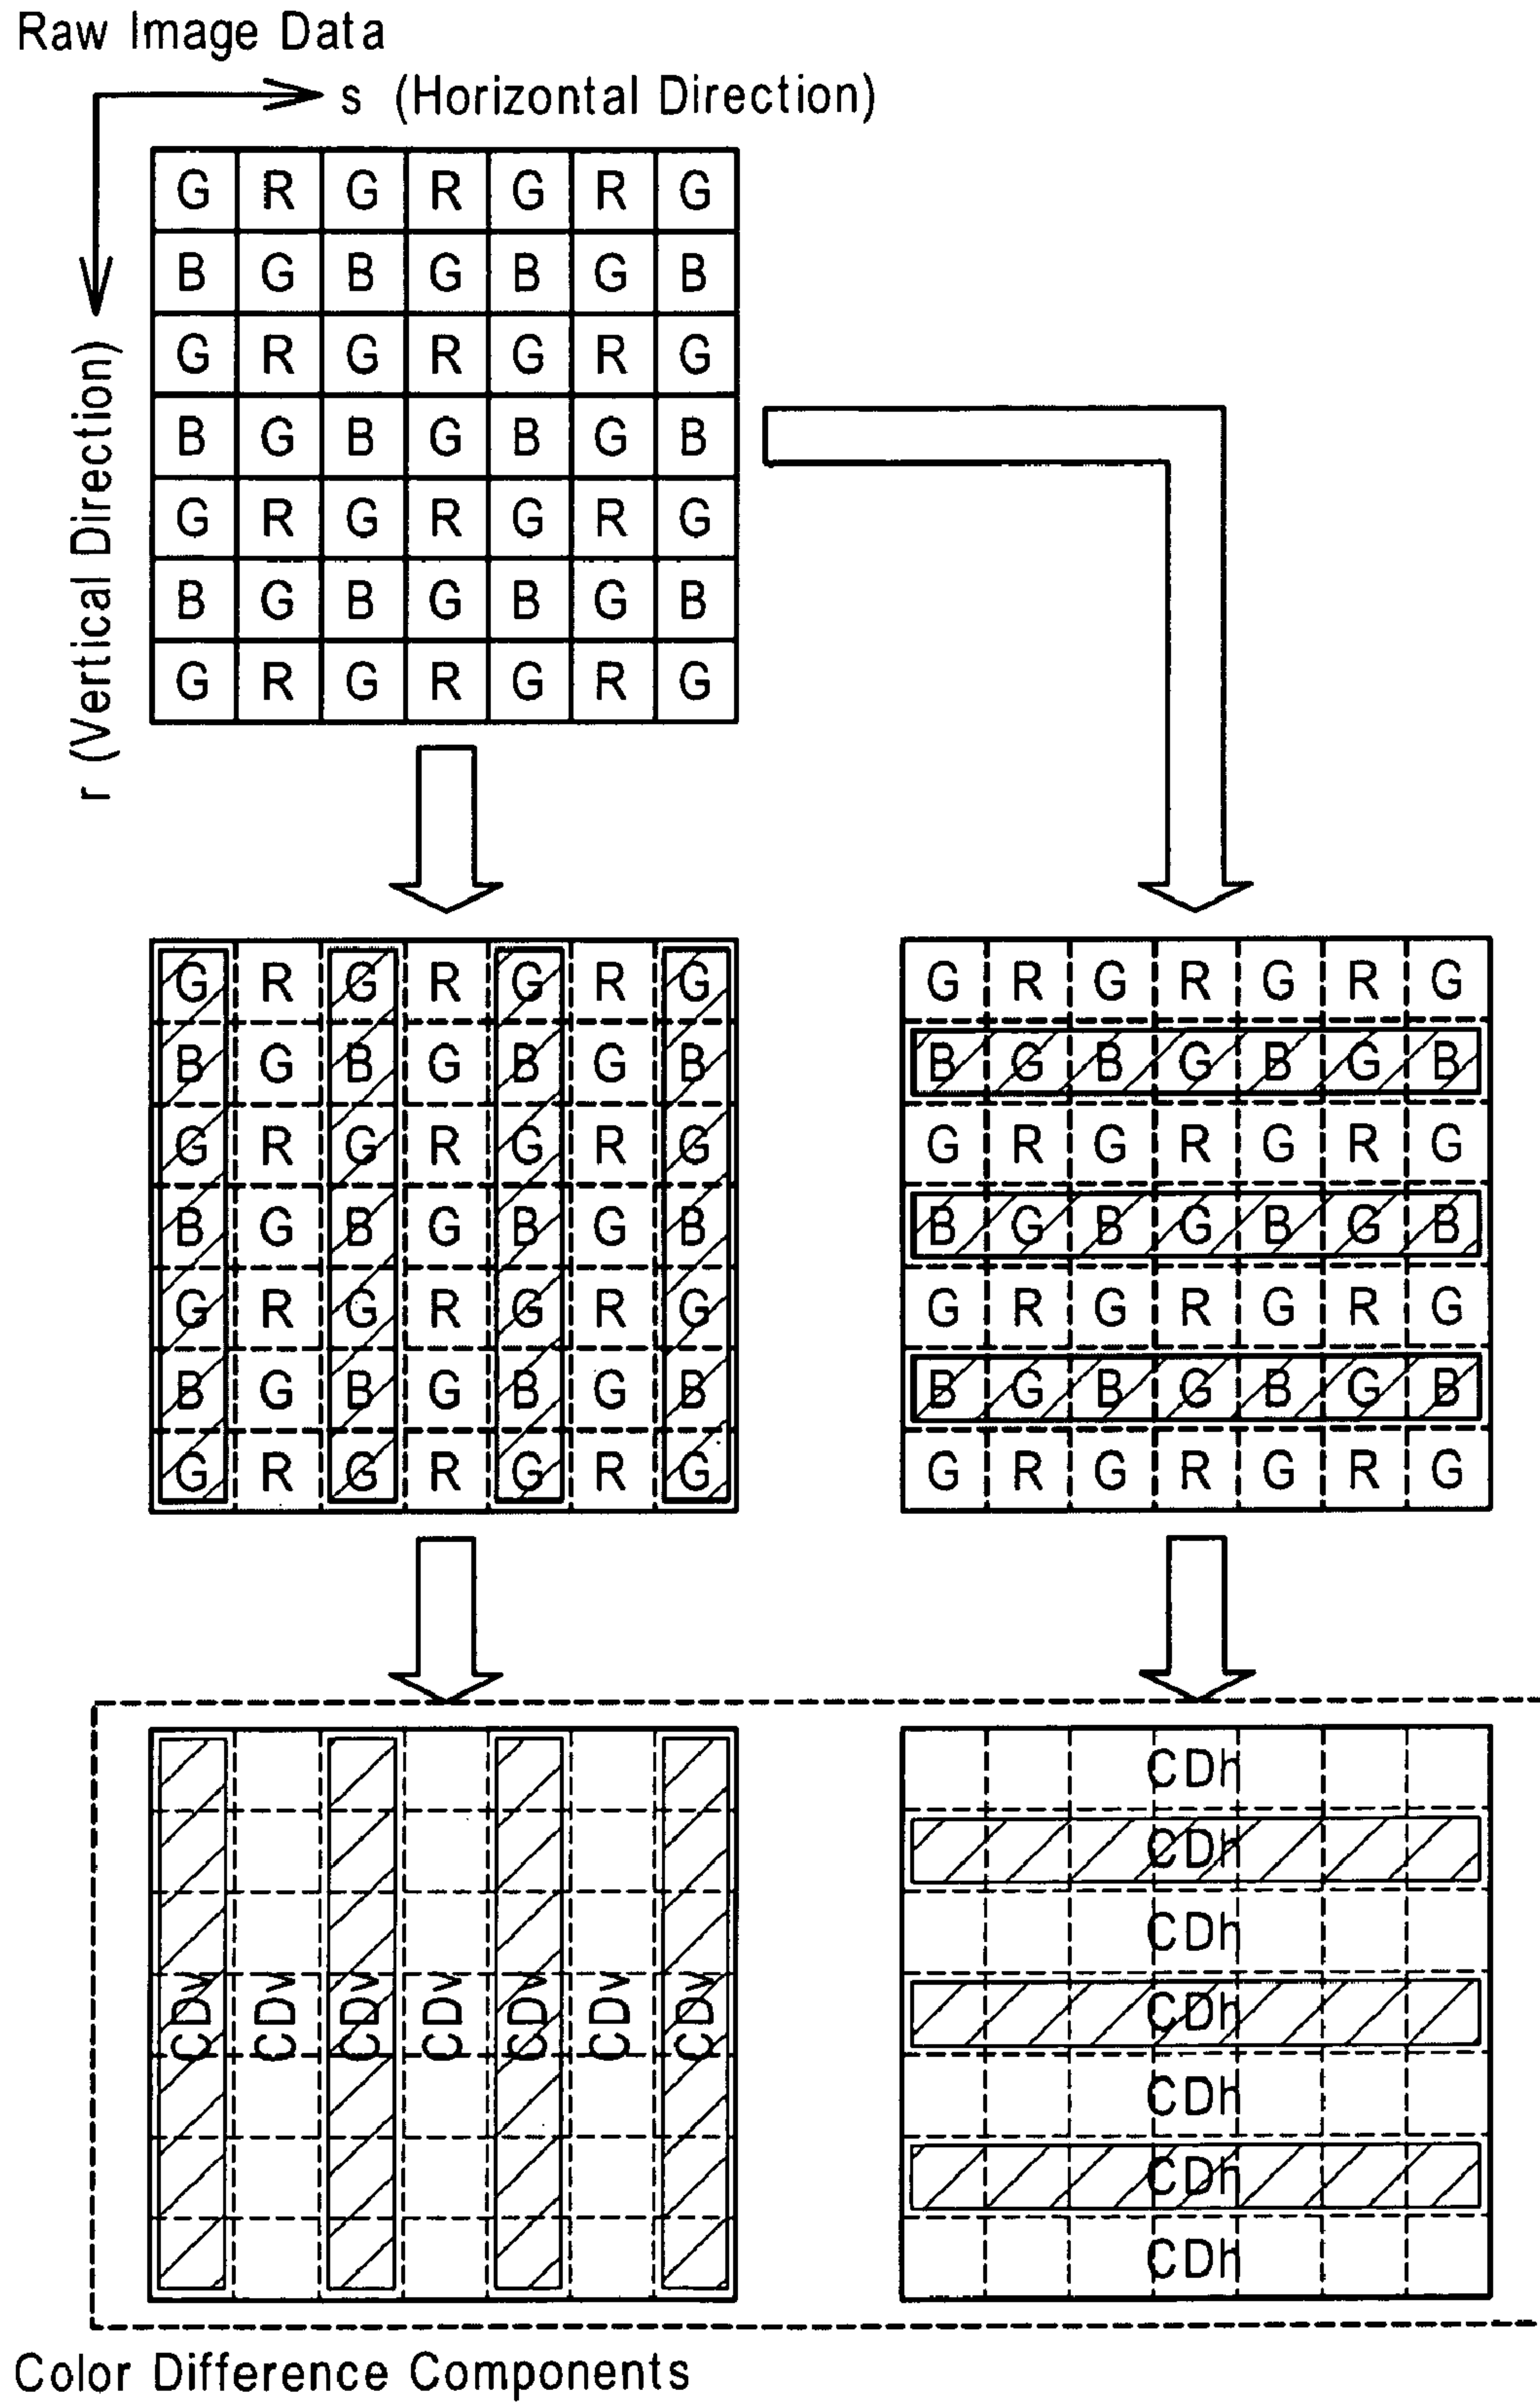 Raw Image Data
s (Horizontal Direction)
r (Vertical Direction)
G R G R G R G
B G B G B G B
G R G R G R G
B G B G B G B
G R G R G R G
B G B G B G B
G R G R G R G
G R G R G R G
B G B G B G B
G R G R G R G
B G B G B G B
G R G R G R G
B G B G B G B
G R G R G R G
G R G R G R G
B G B G B G B
G R G R G R G
B G B G B G B
G R G R G R G
B G B G B G B
G R G R G R G
CDv
CDv
CDv
CDv
CDv
CDv
CDv
CDh
CDh
CDh
CDh
CDh
CDh
CDh
Color Difference Components